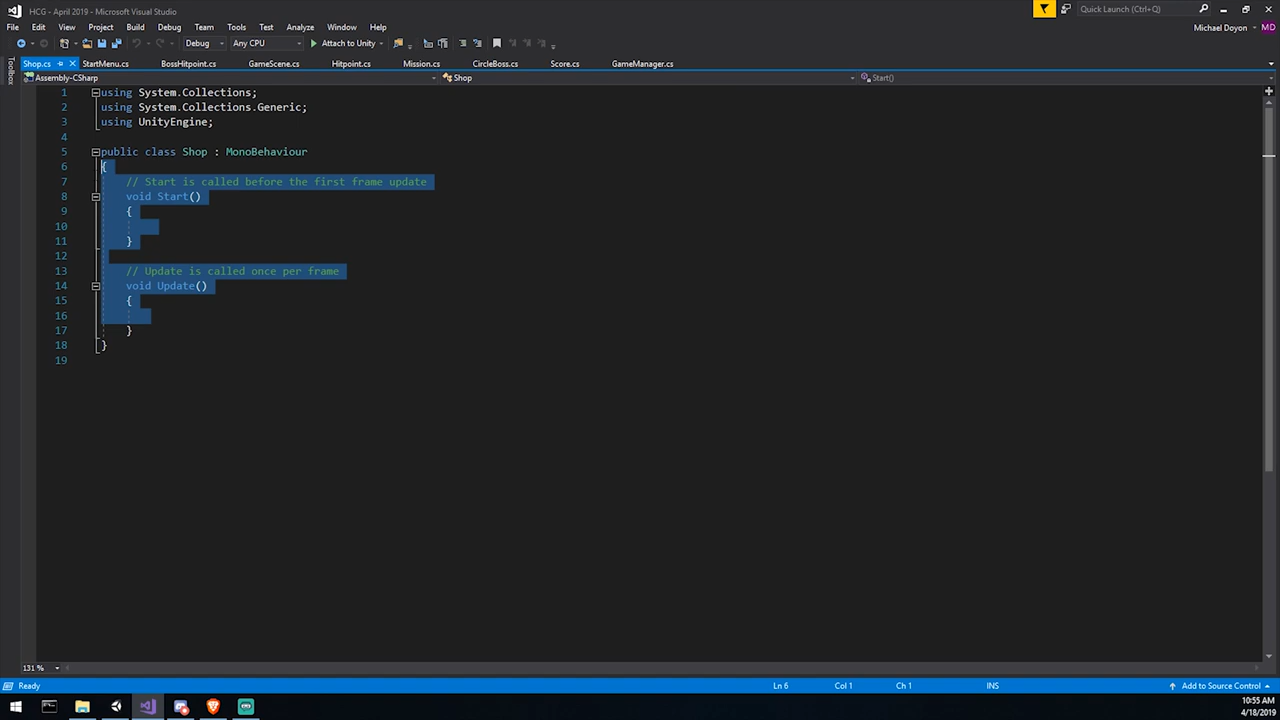 HCG - April 2019 - Microsoft Visual Studio
Quick Launch (Ctrl+Q)
File Edit View Project Build Debug Team Tools Test Analyze Window Help
Michael Doyon MD
Debug Any CPU Attach to Unity
Toolbox
Shop.cs StartMenu.cs BossHitpoint.cs GameScene.cs Hitpoint.cs Mission.cs CircleBoss.cs Score.cs GameManager.cs
Assembly-CSharp Shop Start()
1 using System.Collections;
2 using System.Collections.Generic;
3 using UnityEngine;
4
5 public class Shop : MonoBehaviour
6 {
7 // Start is called before the first frame update
8 void Start()
9 {
10
11 }
12
13 // Update is called once per frame
14 void Update()
15 {
16
17 }
18 }
19
131 %
Ready Ln 6 Col 1 Ch 1 INS Add to Source Control
10:55 AM
4/18/2019